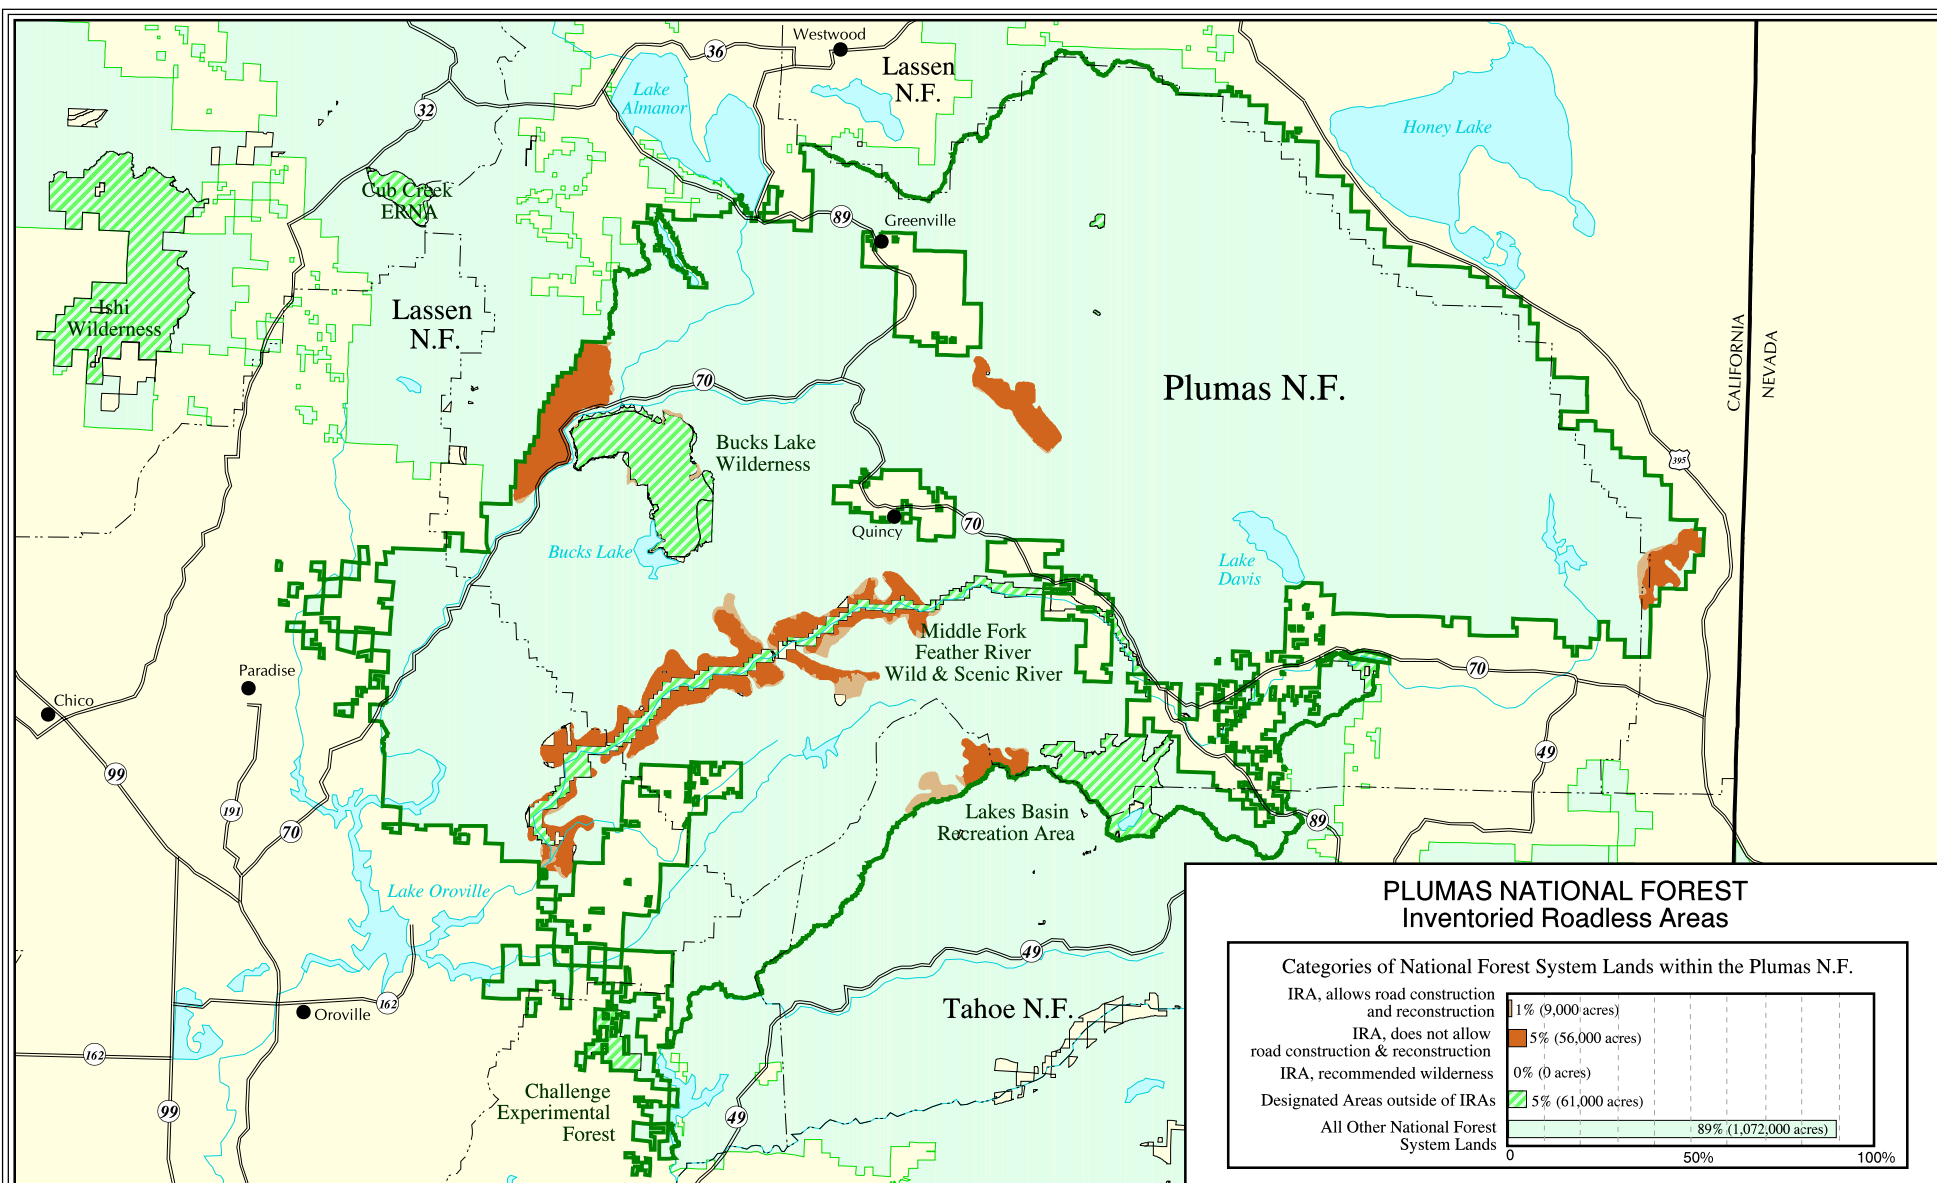 Westwood
36
Lassen
N.F.
Lake
Almanor
32
Honey Lake
Cub Creek
ERNA
89
Greenville
Ishi
Wilderness
Lassen
N.F.
CALIFORNIA
NEVADA
70
Plumas N.F.
Bucks Lake
Wilderness
395
Quincy
70
Bucks Lake
Lake
Davis
Middle Fork
Feather River
Wild & Scenic River
Paradise
70
Chico
49
99
191
70
Lakes Basin
Recreation Area
89
Lake Oroville
49
162
Oroville
Tahoe N.F.
162
99
Challenge
Experimental
Forest
49
PLUMAS NATIONAL FOREST
Inventoried Roadless Areas
Categories of National Forest System Lands within the Plumas N.F.
IRA, allows road construction
and reconstruction
1% (9,000 acres)
IRA, does not allow
road construction & reconstruction
5% (56,000 acres)
IRA, recommended wilderness
0% (0 acres)
Designated Areas outside of IRAs
5% (61,000 acres)
All Other National Forest
System Lands
89% (1,072,000 acres)
0 50% 100%